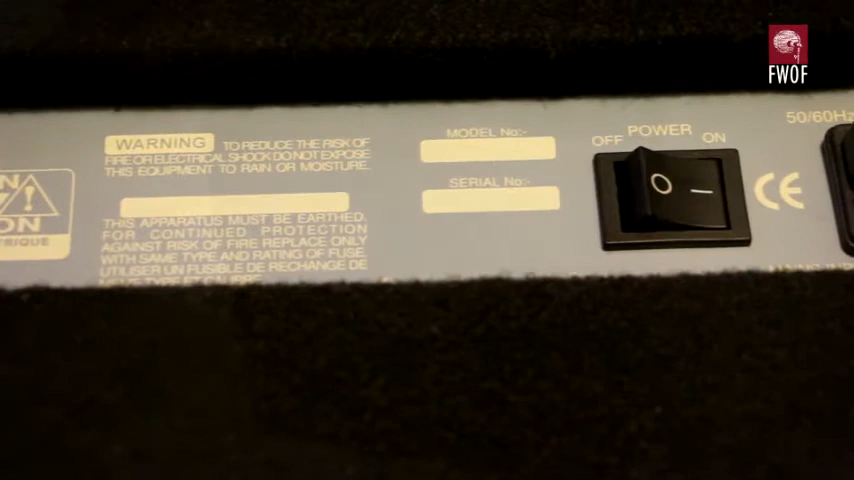 FWOF
WARNING TO REDUCE THE RISK OF
FIRE OR ELECTRICAL SHOCK DO NOT EXPOSE
THIS EQUIPMENT TO RAIN OR MOISTURE.
THIS APPARATUS MUST BE EARTHED.
FOR CONTINUED PROTECTION
AGAINST RISK OF FIRE REPLACE ONLY
WITH SAME TYPE AND RATING OF FUSE.
UTILISER UN FUSIBLE DE RECHANGE DE
MODEL No:-
SERIAL No:-
POWER
OFF ON
O
CE
50/60Hz
ON
TRIQUE